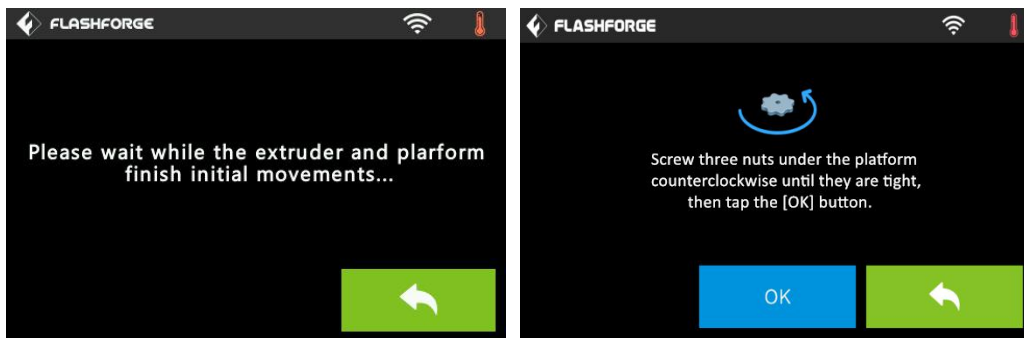 FLASHFORGE
Please wait while the extruder and plarform
finish initial movements...
FLASHFORGE
Screw three nuts under the platform
counterclockwise until they are tight,
then tap the [OK] button.
OK